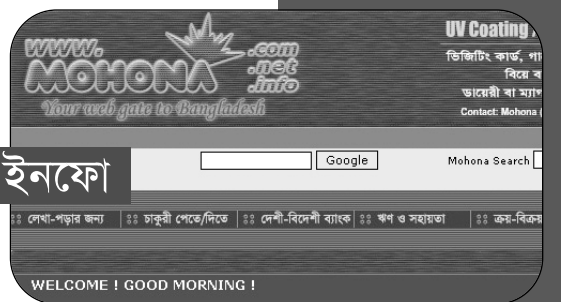 www.
MOHONA
.com
.net
.info
Your web gate to Bangladesh
UV Coating
ভিজিটিং কার্ড,
বিয়ে
ডায়েরী বা
Contact: Mohona
ইনফো
Google
Mohona Search
লেখা-পড়ার জন্য
চাকুরী পেতে/দিতে
দেশী-বিদেশী ব্যাংক
ঋণ ও সহায়তা
ক্রয়-বিক্রয়
WELCOME ! GOOD MORNING !